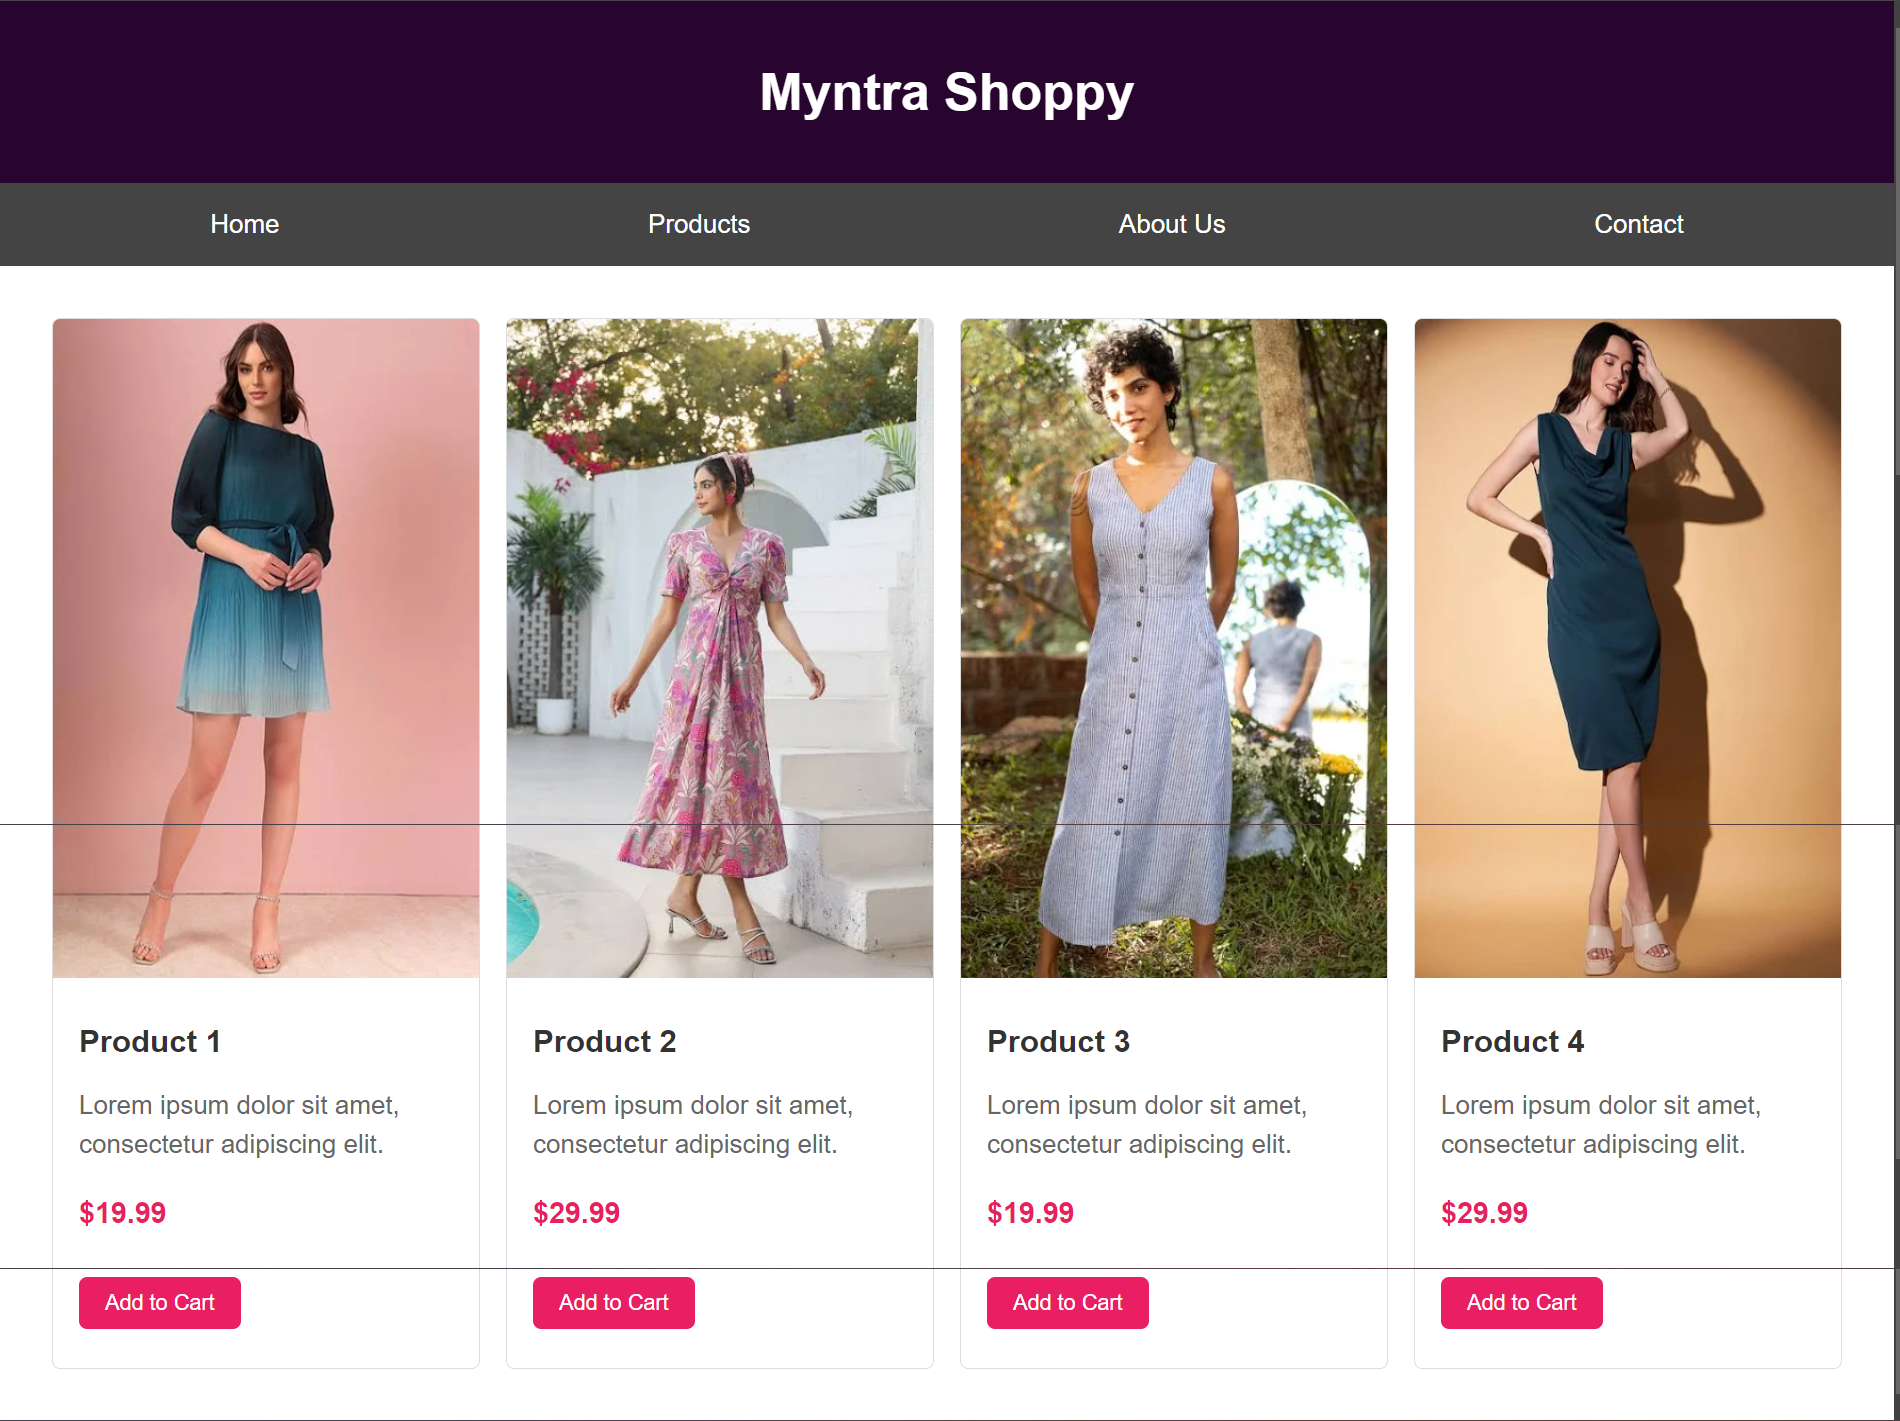 Myntra Shoppy
Home
Products
About Us
Contact
Product 1
Lorem ipsum dolor sit amet,
consectetur adipiscing elit.
$19.99
Add to Cart
Product 2
Lorem ipsum dolor sit amet,
consectetur adipiscing elit.
$29.99
Add to Cart
Product 3
Lorem ipsum dolor sit amet,
consectetur adipiscing elit.
$19.99
Add to Cart
Product 4
Lorem ipsum dolor sit amet,
consectetur adipiscing elit.
$29.99
Add to Cart